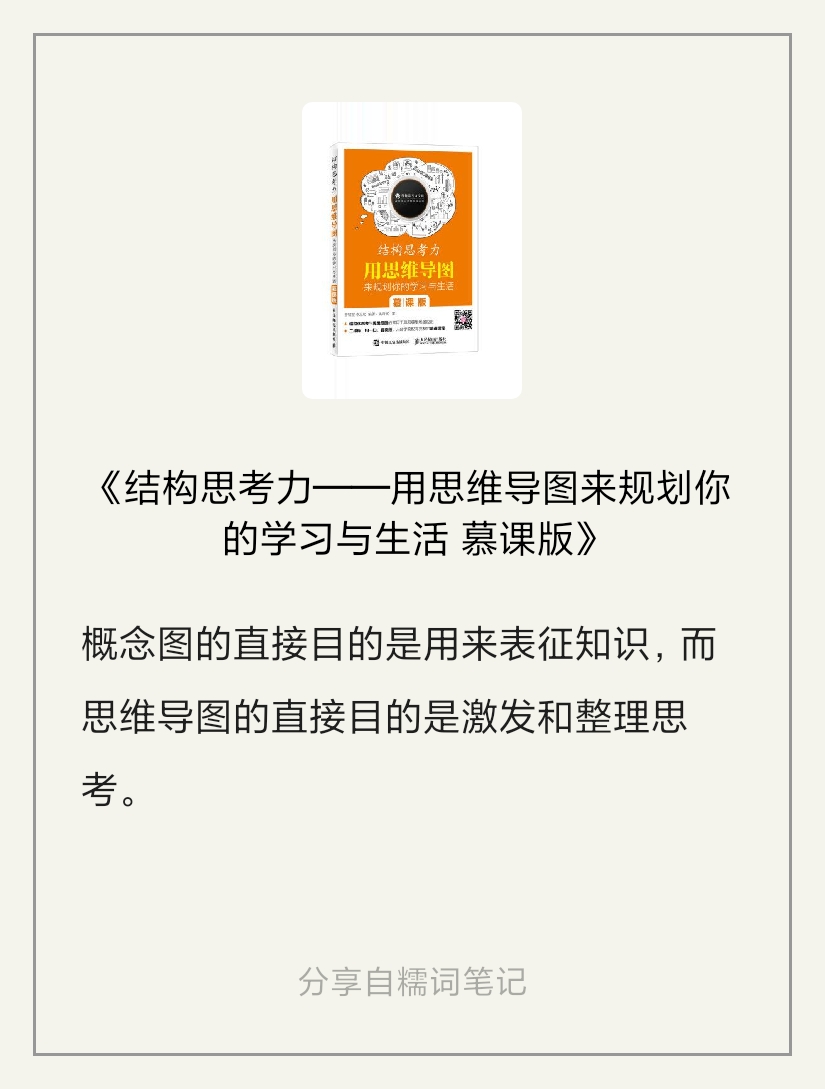 结构思考力
用思维导图
来规划你的学习与生活
慕课版
《结构思考力——用思维导图来规划你
的学习与生活 慕课版》
概念图的直接目的是用来表征知识，而
思维导图的直接目的是激发和整理思
考。
分享自糯词笔记